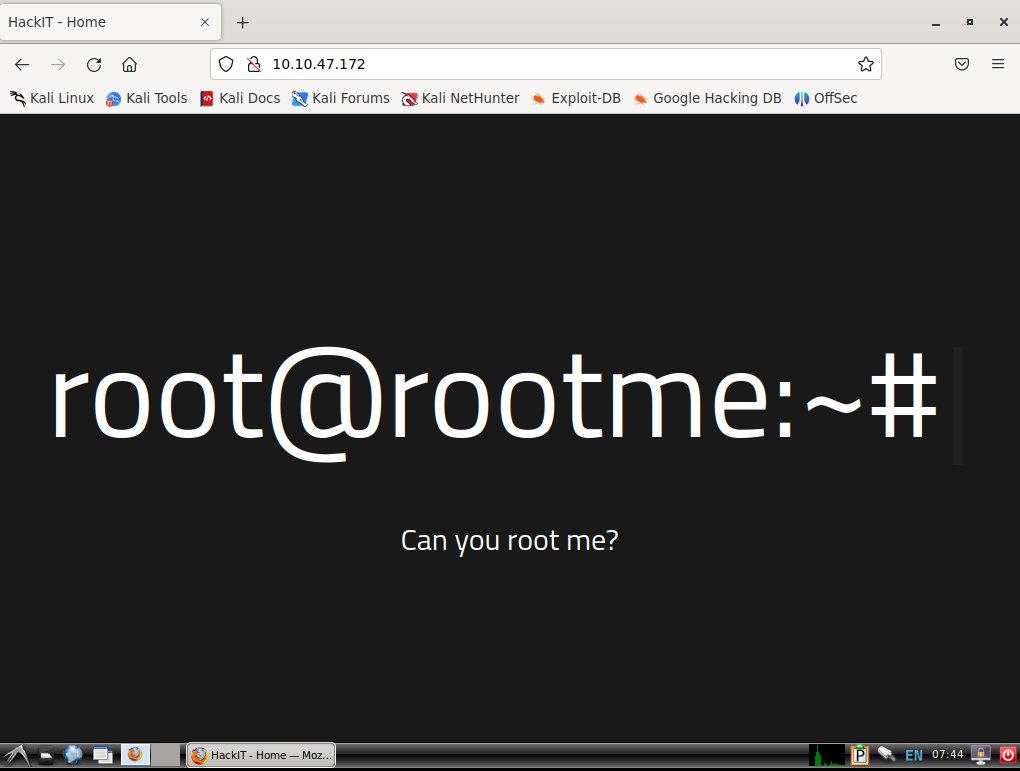 HackIT - Home
10.10.47.172
Kali Linux Kali Tools Kali Docs Kali Forums Kali NetHunter Exploit-DB Google Hacking DB OffSec
root@rootme:~#
Can you root me?
HackIT - Home — Moz... P EN 07:44